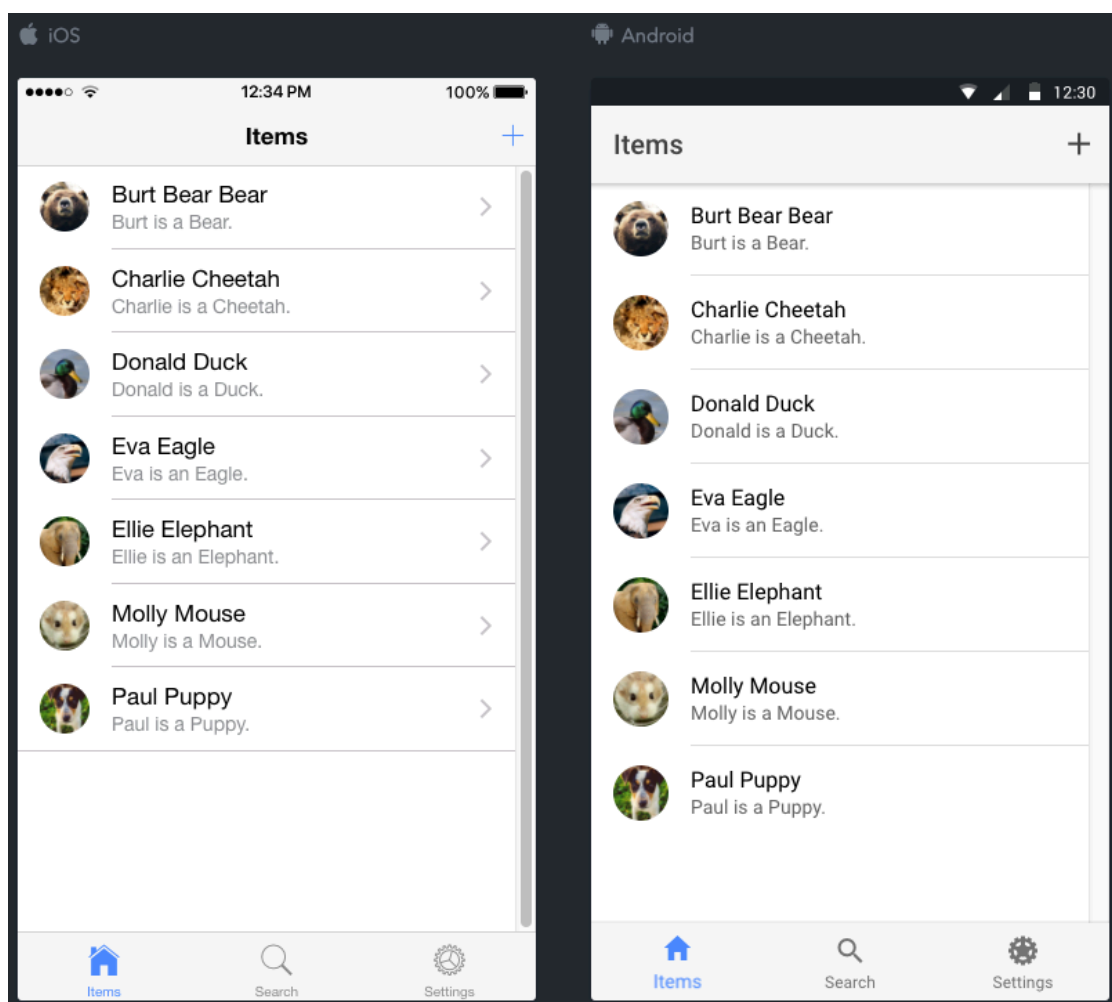 iOS
12:34 PM
100%
Items
Burt Bear Bear
Burt is a Bear.
Charlie Cheetah
Charlie is a Cheetah.
Donald Duck
Donald is a Duck.
Eva Eagle
Eva is an Eagle.
Ellie Elephant
Ellie is an Elephant.
Molly Mouse
Molly is a Mouse.
Paul Puppy
Paul is a Puppy.
Items
Search
Settings
Android
12:30
Items
Burt Bear Bear
Burt is a Bear.
Charlie Cheetah
Charlie is a Cheetah.
Donald Duck
Donald is a Duck.
Eva Eagle
Eva is an Eagle.
Ellie Elephant
Ellie is an Elephant.
Molly Mouse
Molly is a Mouse.
Paul Puppy
Paul is a Puppy.
Items
Search
Settings